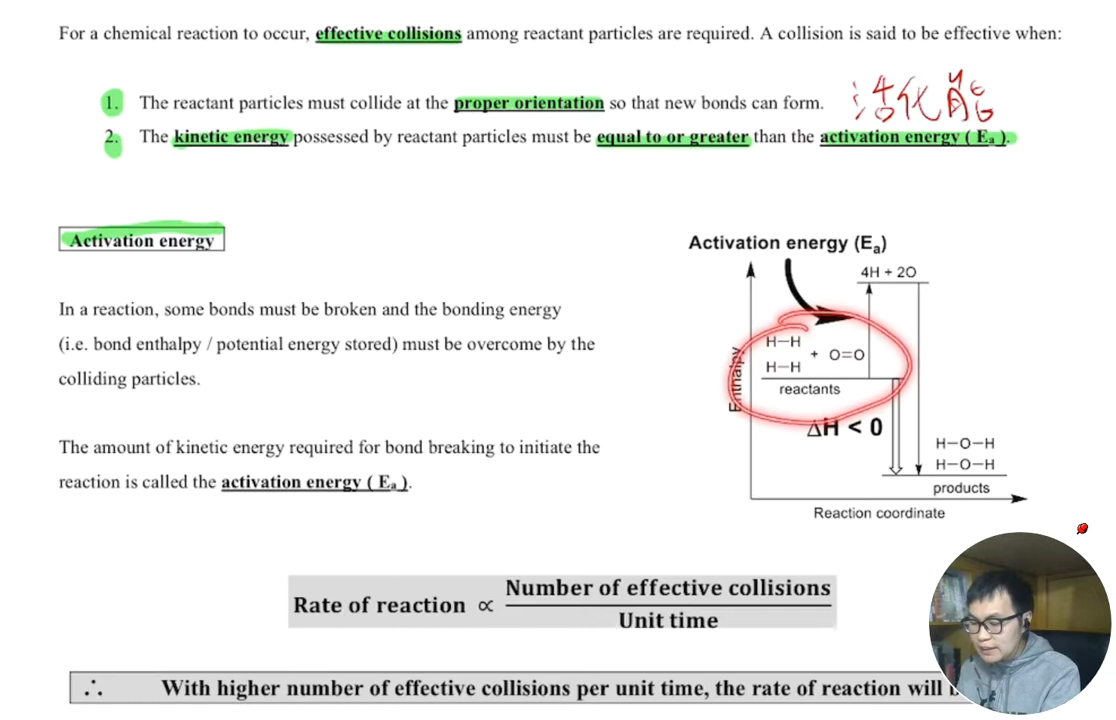 For a chemical reaction to occur, effective collisions among reactant particles are required. A collision is said to be effective when:
1. The reactant particles must collide at the proper orientation so that new bonds can form.
活化能
2. The kinetic energy possessed by reactant particles must be equal to or greater than the activation energy ( Eₐ ).
Activation energy
In a reaction, some bonds must be broken and the bonding energy
(i.e. bond enthalpy / potential energy stored) must be overcome by the
colliding particles.
The amount of kinetic energy required for bond breaking to initiate the
reaction is called the activation energy ( Eₐ ).
Activation energy (Eₐ)
4H + 2O
Enthalpy
H−H
+ O=O
H−H
reactants
ΔH < 0
H−O−H
H−O−H
products
Reaction coordinate
Rate of reaction ∝ Number of effective collisions
Unit time
∴ With higher number of effective collisions per unit time, the rate of reaction will